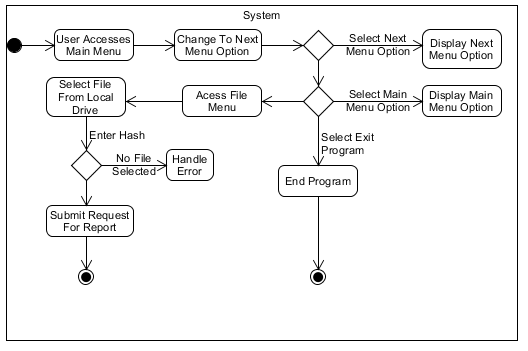 System
User Accesses
Main Menu
Change To Next
Menu Option
Select Next
Menu Option
Display Next
Menu Option
Select File
From Local
Drive
Acess File
Menu
Select Main
Menu Option
Display Main
Menu Option
Enter Hash
No File
Selected
Handle
Error
Select Exit
Program
End Program
Submit Request
For Report